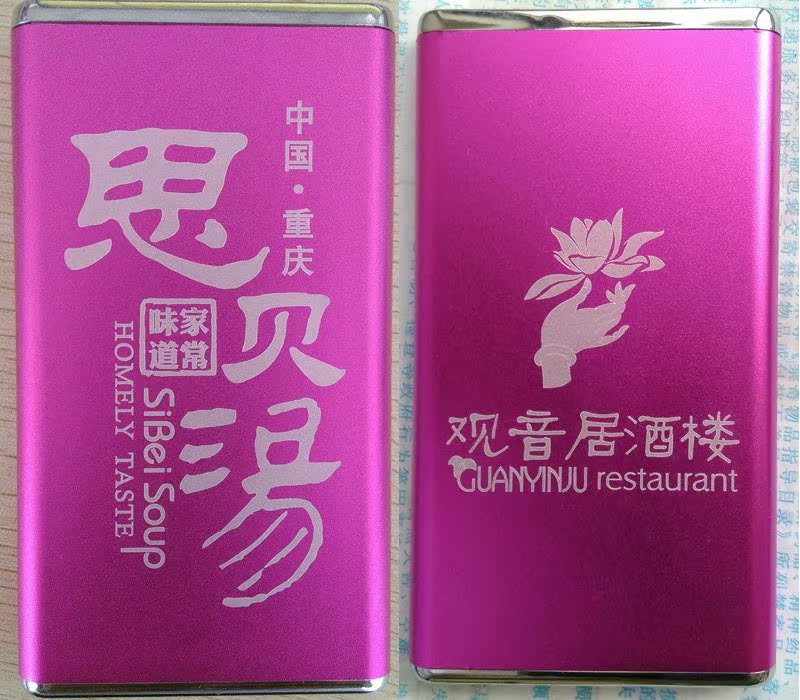 中国·重庆
思贝湯
家常
味道
SiBei Soup
HOMELY TASTE
观音居酒楼
GUANYINJU restaurant